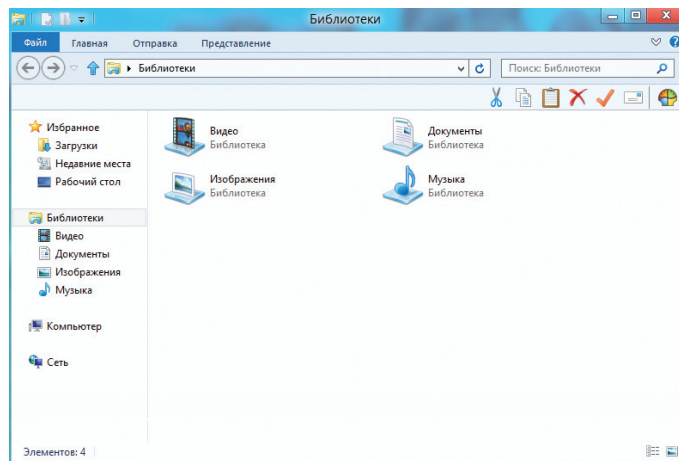 Библиотеки
Файл Главная Отправка Представление
Библиотеки Поиск: Библиотеки
Избранное
Загрузки
Недавние места
Рабочий стол
Библиотеки
Видео
Документы
Изображения
Музыка
Компьютер
Сеть
Видео
Библиотека
Документы
Библиотека
Изображения
Библиотека
Музыка
Библиотека
Элементов: 4